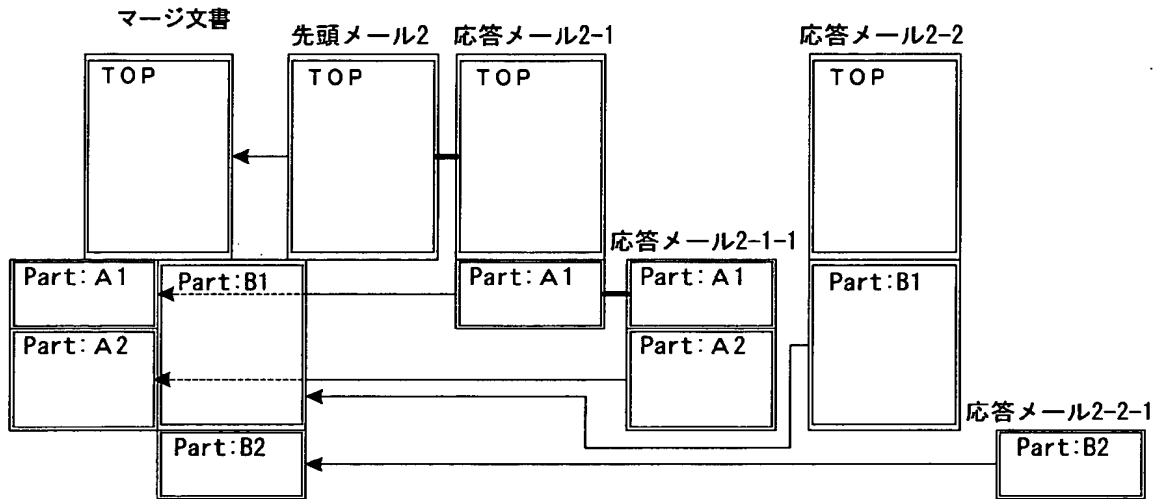 マージ文書
先頭メール2
応答メール2-1
応答メール2-2
TOP
TOP
TOP
TOP
応答メール2-1-1
Part:A1
Part:B1
Part:A1
Part:A1
Part:B1
Part:A2
Part:A2
応答メール2-2-1
Part:B2
Part:B2